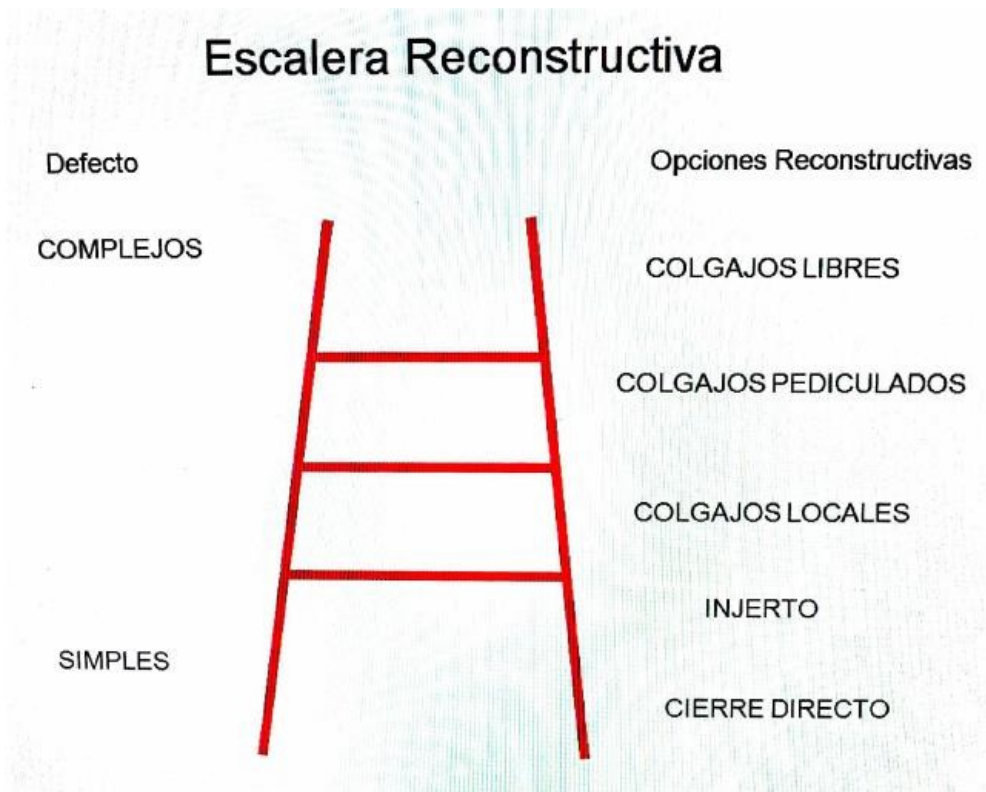 Escalera Reconstructiva
Defecto
Opciones Reconstructivas
COMPLEJOS
COLGAJOS LIBRES
COLGAJOS PEDICULADOS
COLGAJOS LOCALES
INJERTO
SIMPLES
CIERRE DIRECTO